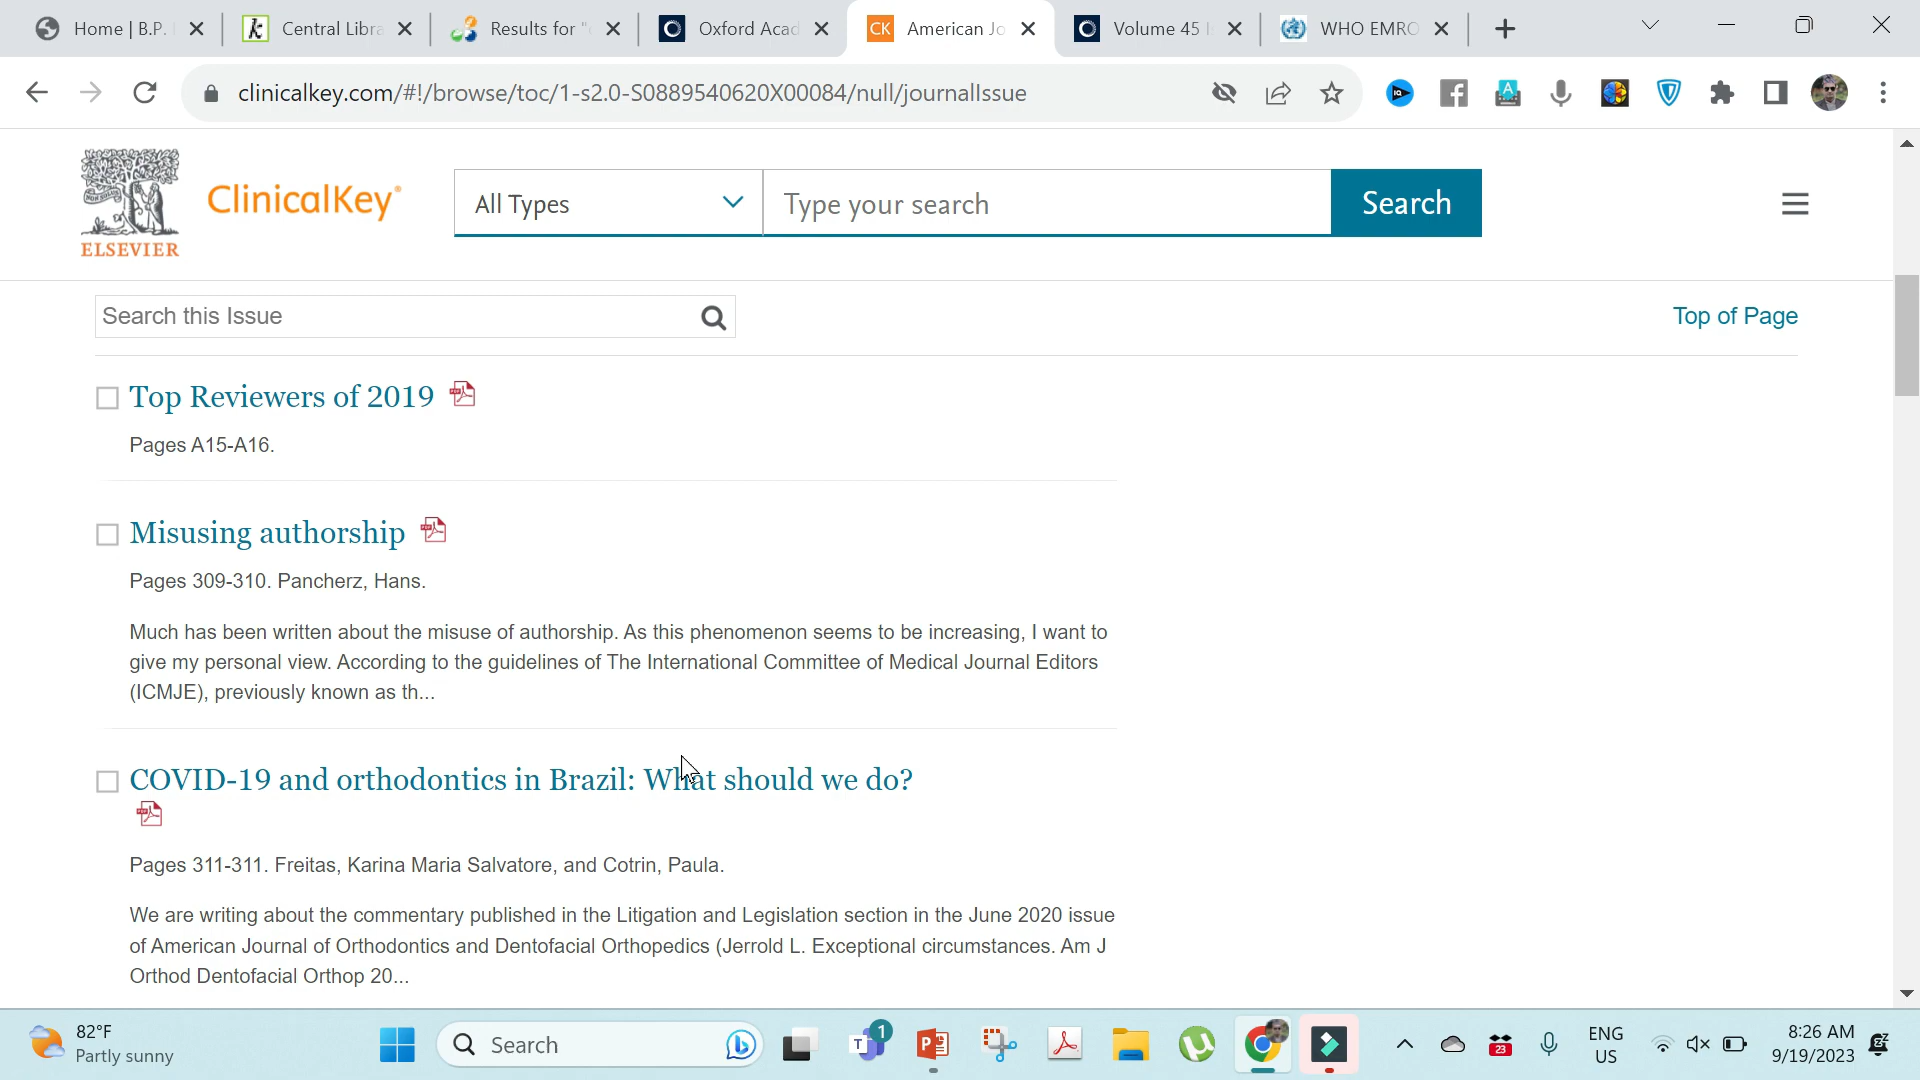 Home | B.P.
Central Libra
Results for "
Oxford Acad
CK
American Jo
Volume 45 I
WHO EMRO
clinicalkey.com/#!/browse/toc/1-s2.0-S0889540620X00084/null/journalIssue
ELSEVIER
ClinicalKey
All Types
Type your search
Search
Search this Issue
Top of Page
Top Reviewers of 2019
Pages A15-A16.
Misusing authorship
Pages 309-310. Pancherz, Hans.
Much has been written about the misuse of authorship. As this phenomenon seems to be increasing, I want to
give my personal view. According to the guidelines of The International Committee of Medical Journal Editors
(ICMJE), previously known as th...
COVID-19 and orthodontics in Brazil: What should we do?
Pages 311-311. Freitas, Karina Maria Salvatore, and Cotrin, Paula.
We are writing about the commentary published in the Litigation and Legislation section in the June 2020 issue
of American Journal of Orthodontics and Dentofacial Orthopedics (Jerrold L. Exceptional circumstances. Am J
Orthod Dentofacial Orthop 20...
82°F
Partly sunny
Search
1
23
ENG
US
8:26 AM
9/19/2023